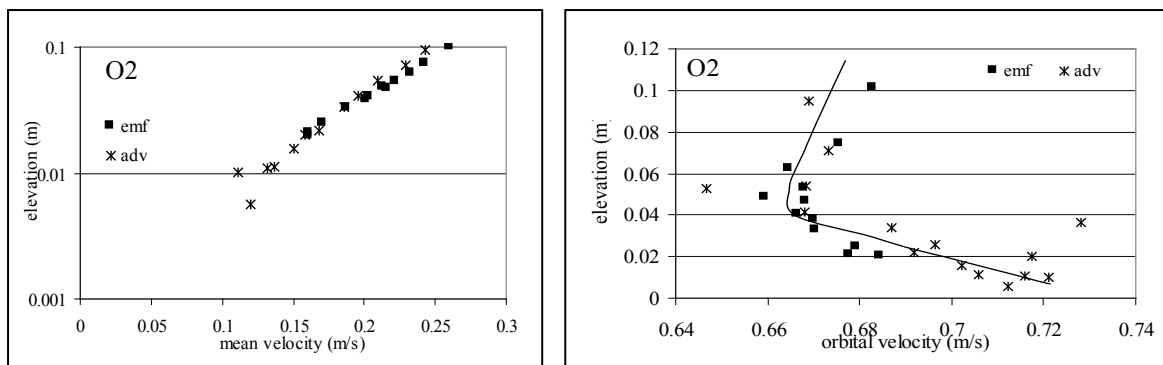 O2
emf
adv
elevation (m)
0.1
0.01
0.001
0
0.05
0.1
0.15
0.2
0.25
0.3
mean velocity (m/s)
O2
emf
adv
elevation (m
0.12
0.1
0.08
0.06
0.04
0.02
0
0.64
0.66
0.68
0.7
0.72
0.74
orbital velocity (m/s)